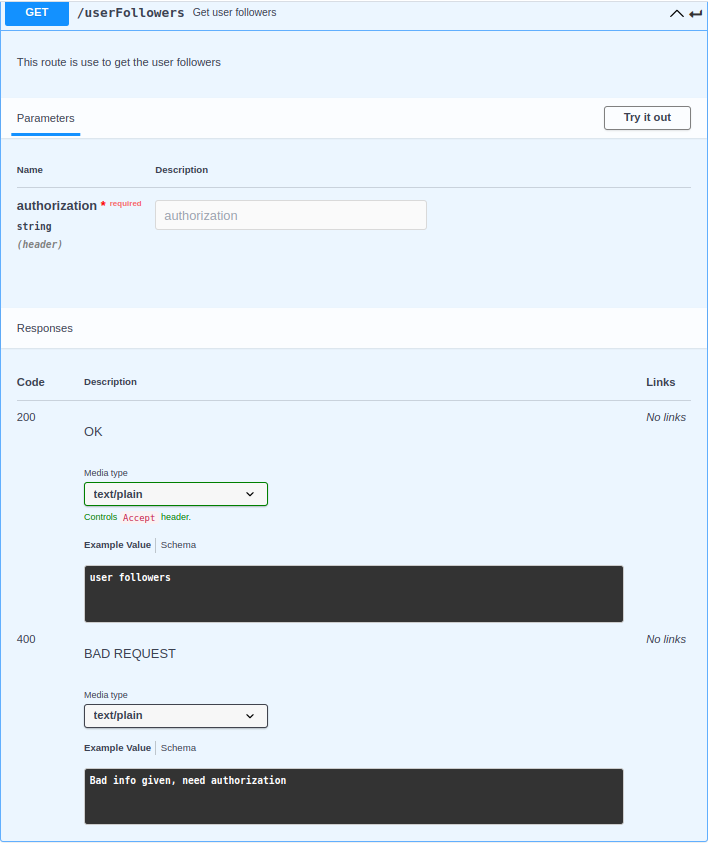 GET /userFollowers Get user followers
This route is use to get the user followers
Parameters
Try it out
Name Description
authorization * required
string
(header)
authorization
Responses
Code Description Links
200
OK
No links
Media type
text/plain
Controls Accept header.
Example Value Schema
user followers
400
BAD REQUEST
No links
Media type
text/plain
Example Value Schema
Bad info given, need authorization